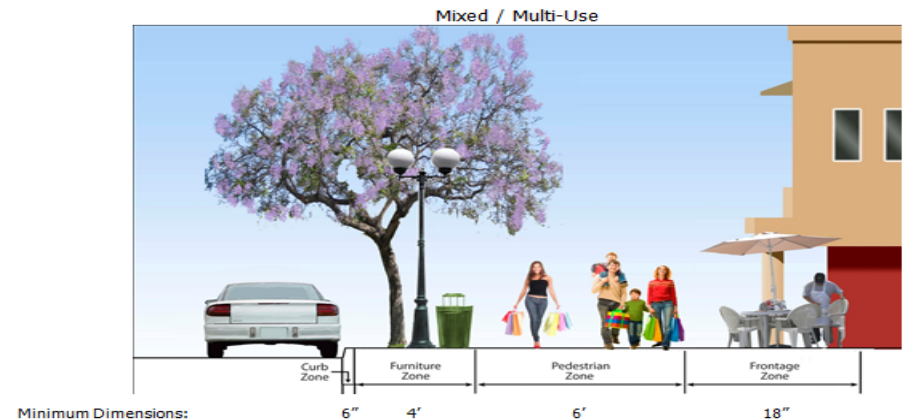 Mixed / Multi-Use
Curb
Zone
Furniture
Zone
Pedestrian
Zone
Frontage
Zone
Minimum Dimensions: 6” 4’ 6’ 18”